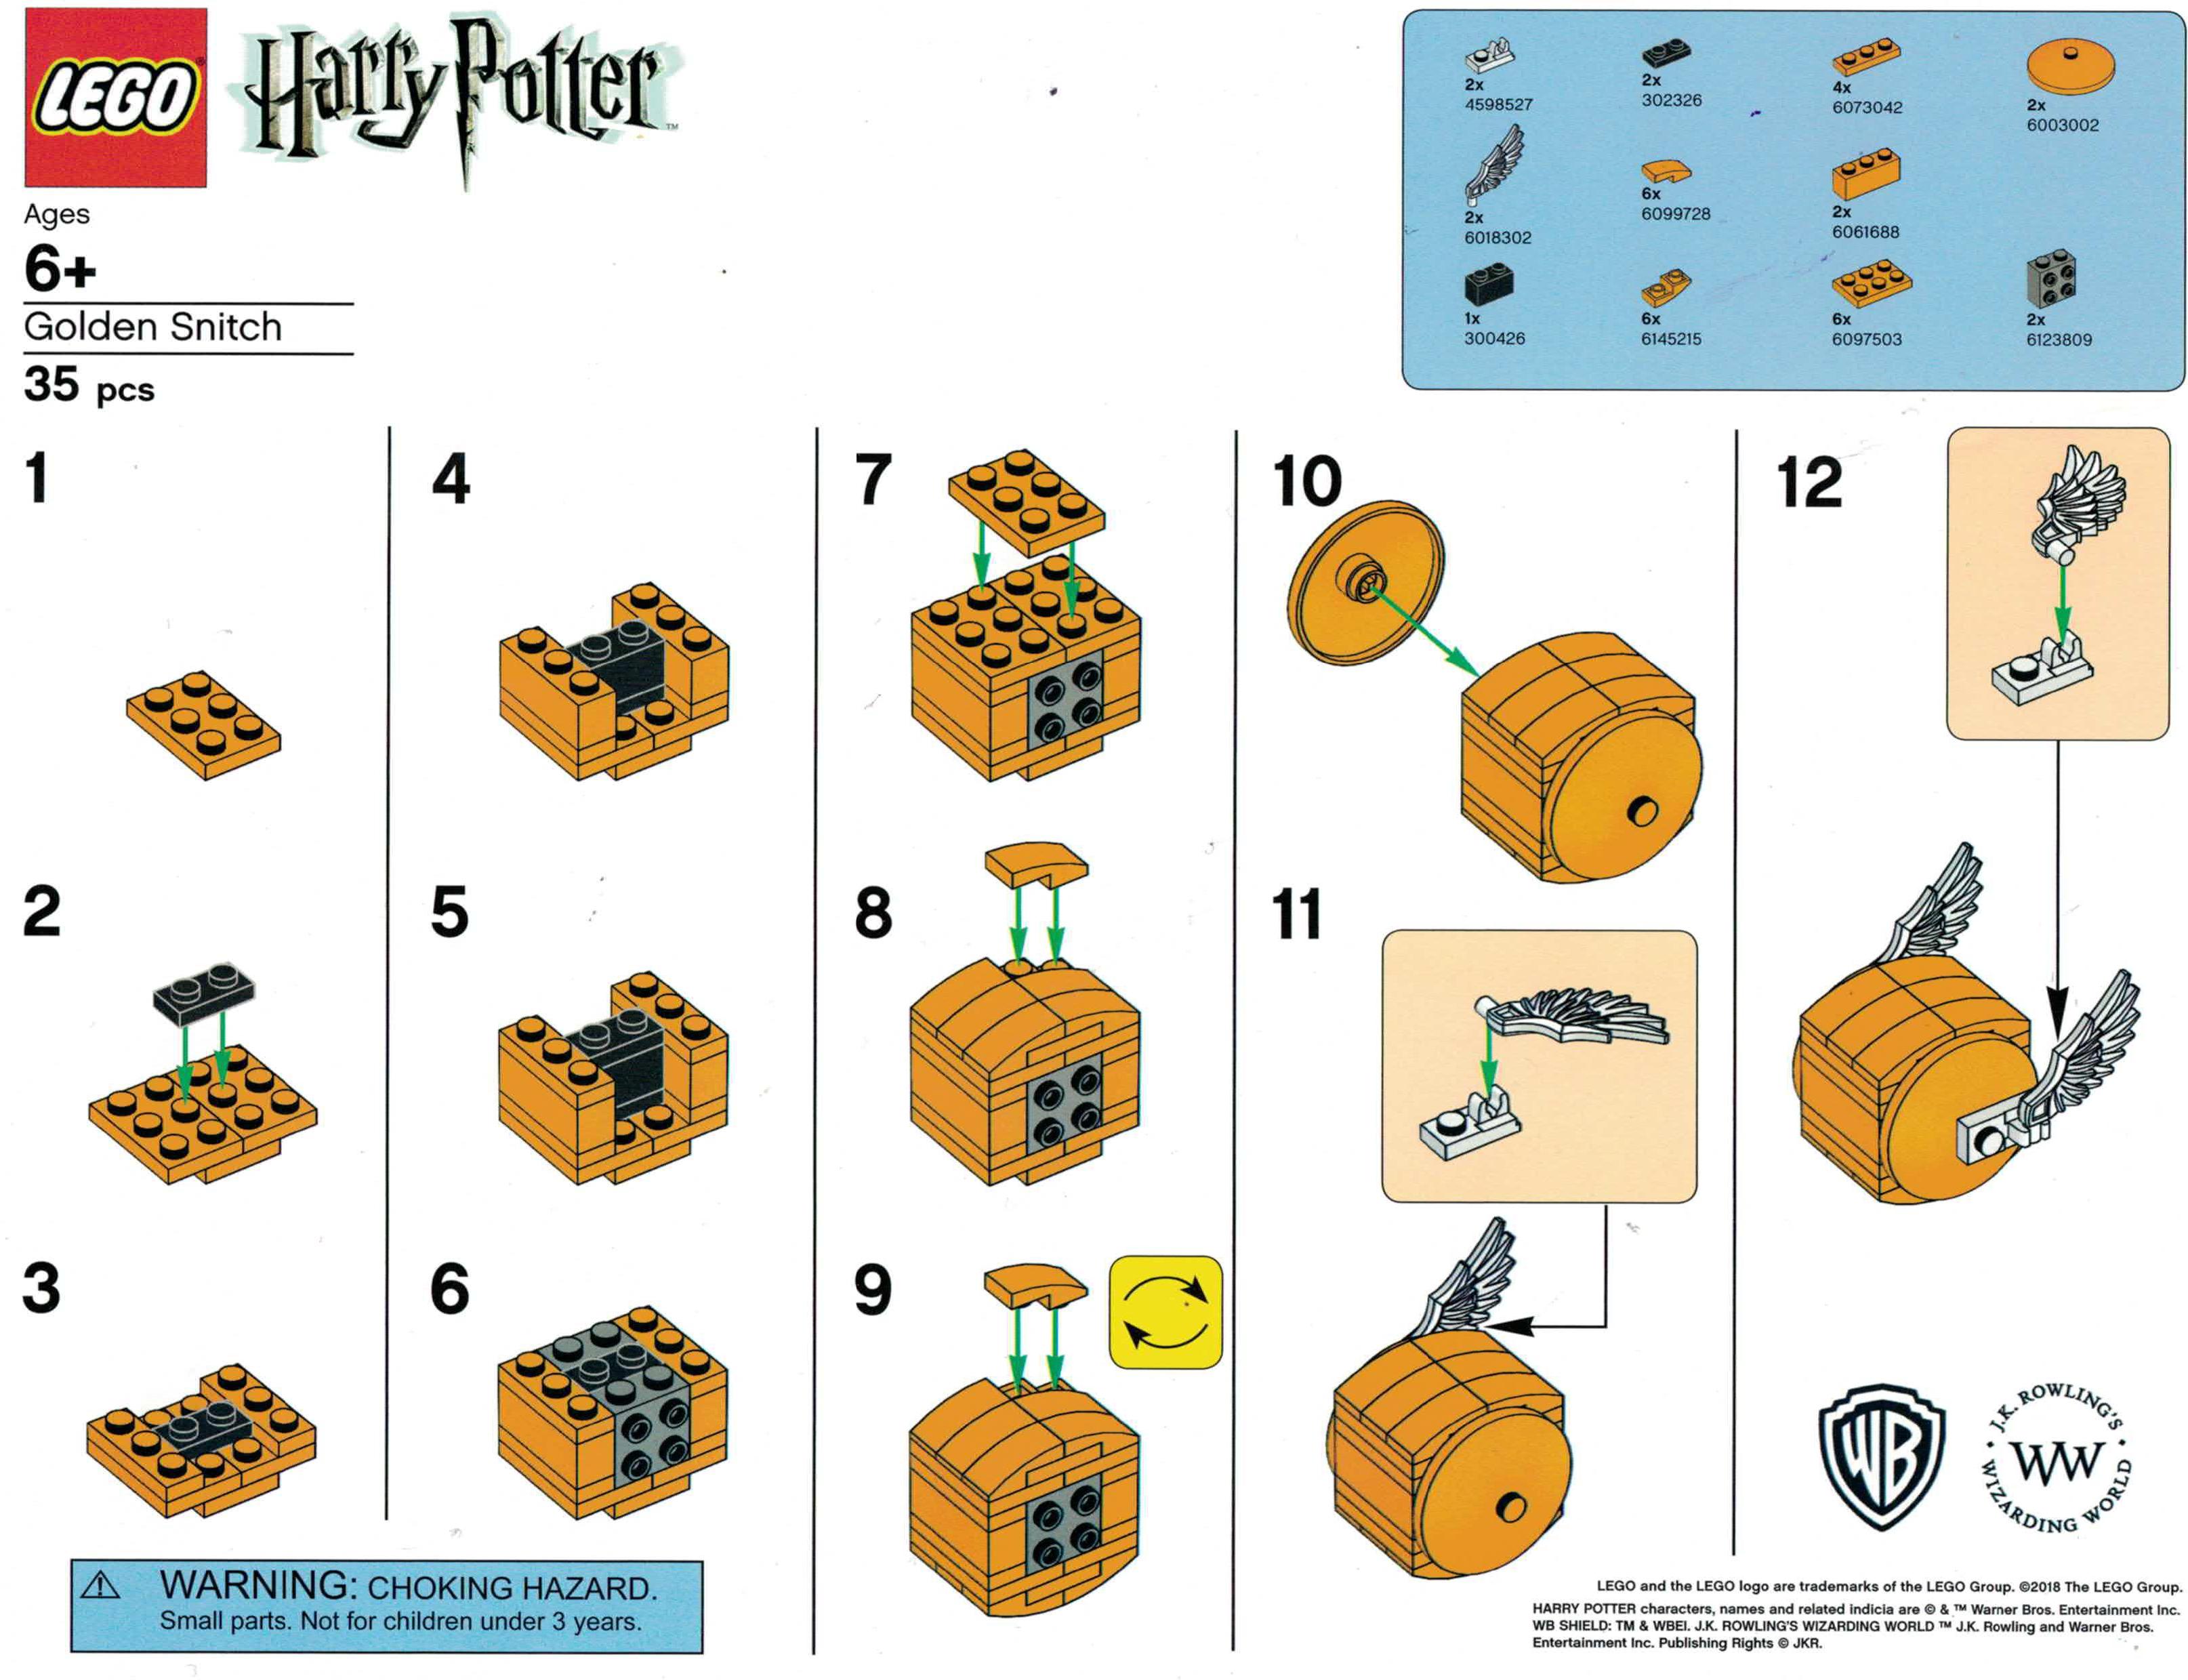 LEGO®
Harry Potter™
Ages
6+
Golden Snitch
35 pcs
2x
4598527
2x
302326
4x
6073042
2x
6003002
2x
6018302
6x
6099728
2x
6061688
1x
300426
6x
6145215
6x
6097503
2x
6123809
1
2
3
4
5
6
7
8
9
10
11
12
WARNING: CHOKING HAZARD.
Small parts. Not for children under 3 years.
WB
J.K. ROWLING'S
WW
WIZARDING WORLD
LEGO and the LEGO logo are trademarks of the LEGO Group. ©2018 The LEGO Group.
HARRY POTTER characters, names and related indicia are © & ™ Warner Bros. Entertainment Inc.
WB SHIELD: TM & WBEI. J.K. ROWLING'S WIZARDING WORLD ™ J.K. Rowling and Warner Bros.
Entertainment Inc. Publishing Rights © JKR.